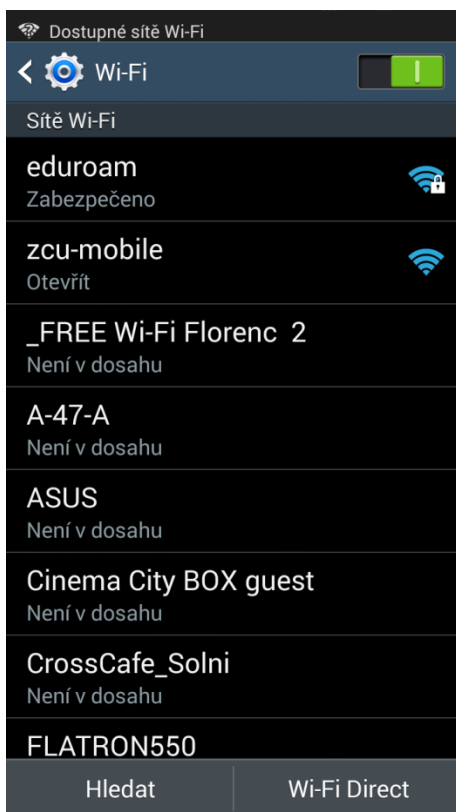 Dostupné sítě Wi-Fi
Wi-Fi
Sítě Wi-Fi
eduroam
Zabezpečeno
zcu-mobile
Otevřít
_FREE Wi-Fi Florenc  2
Není v dosahu
A-47-A
Není v dosahu
ASUS
Není v dosahu
Cinema City BOX guest
Není v dosahu
CrossCafe_Solni
Není v dosahu
FLATRON550
Hledat
Wi-Fi Direct